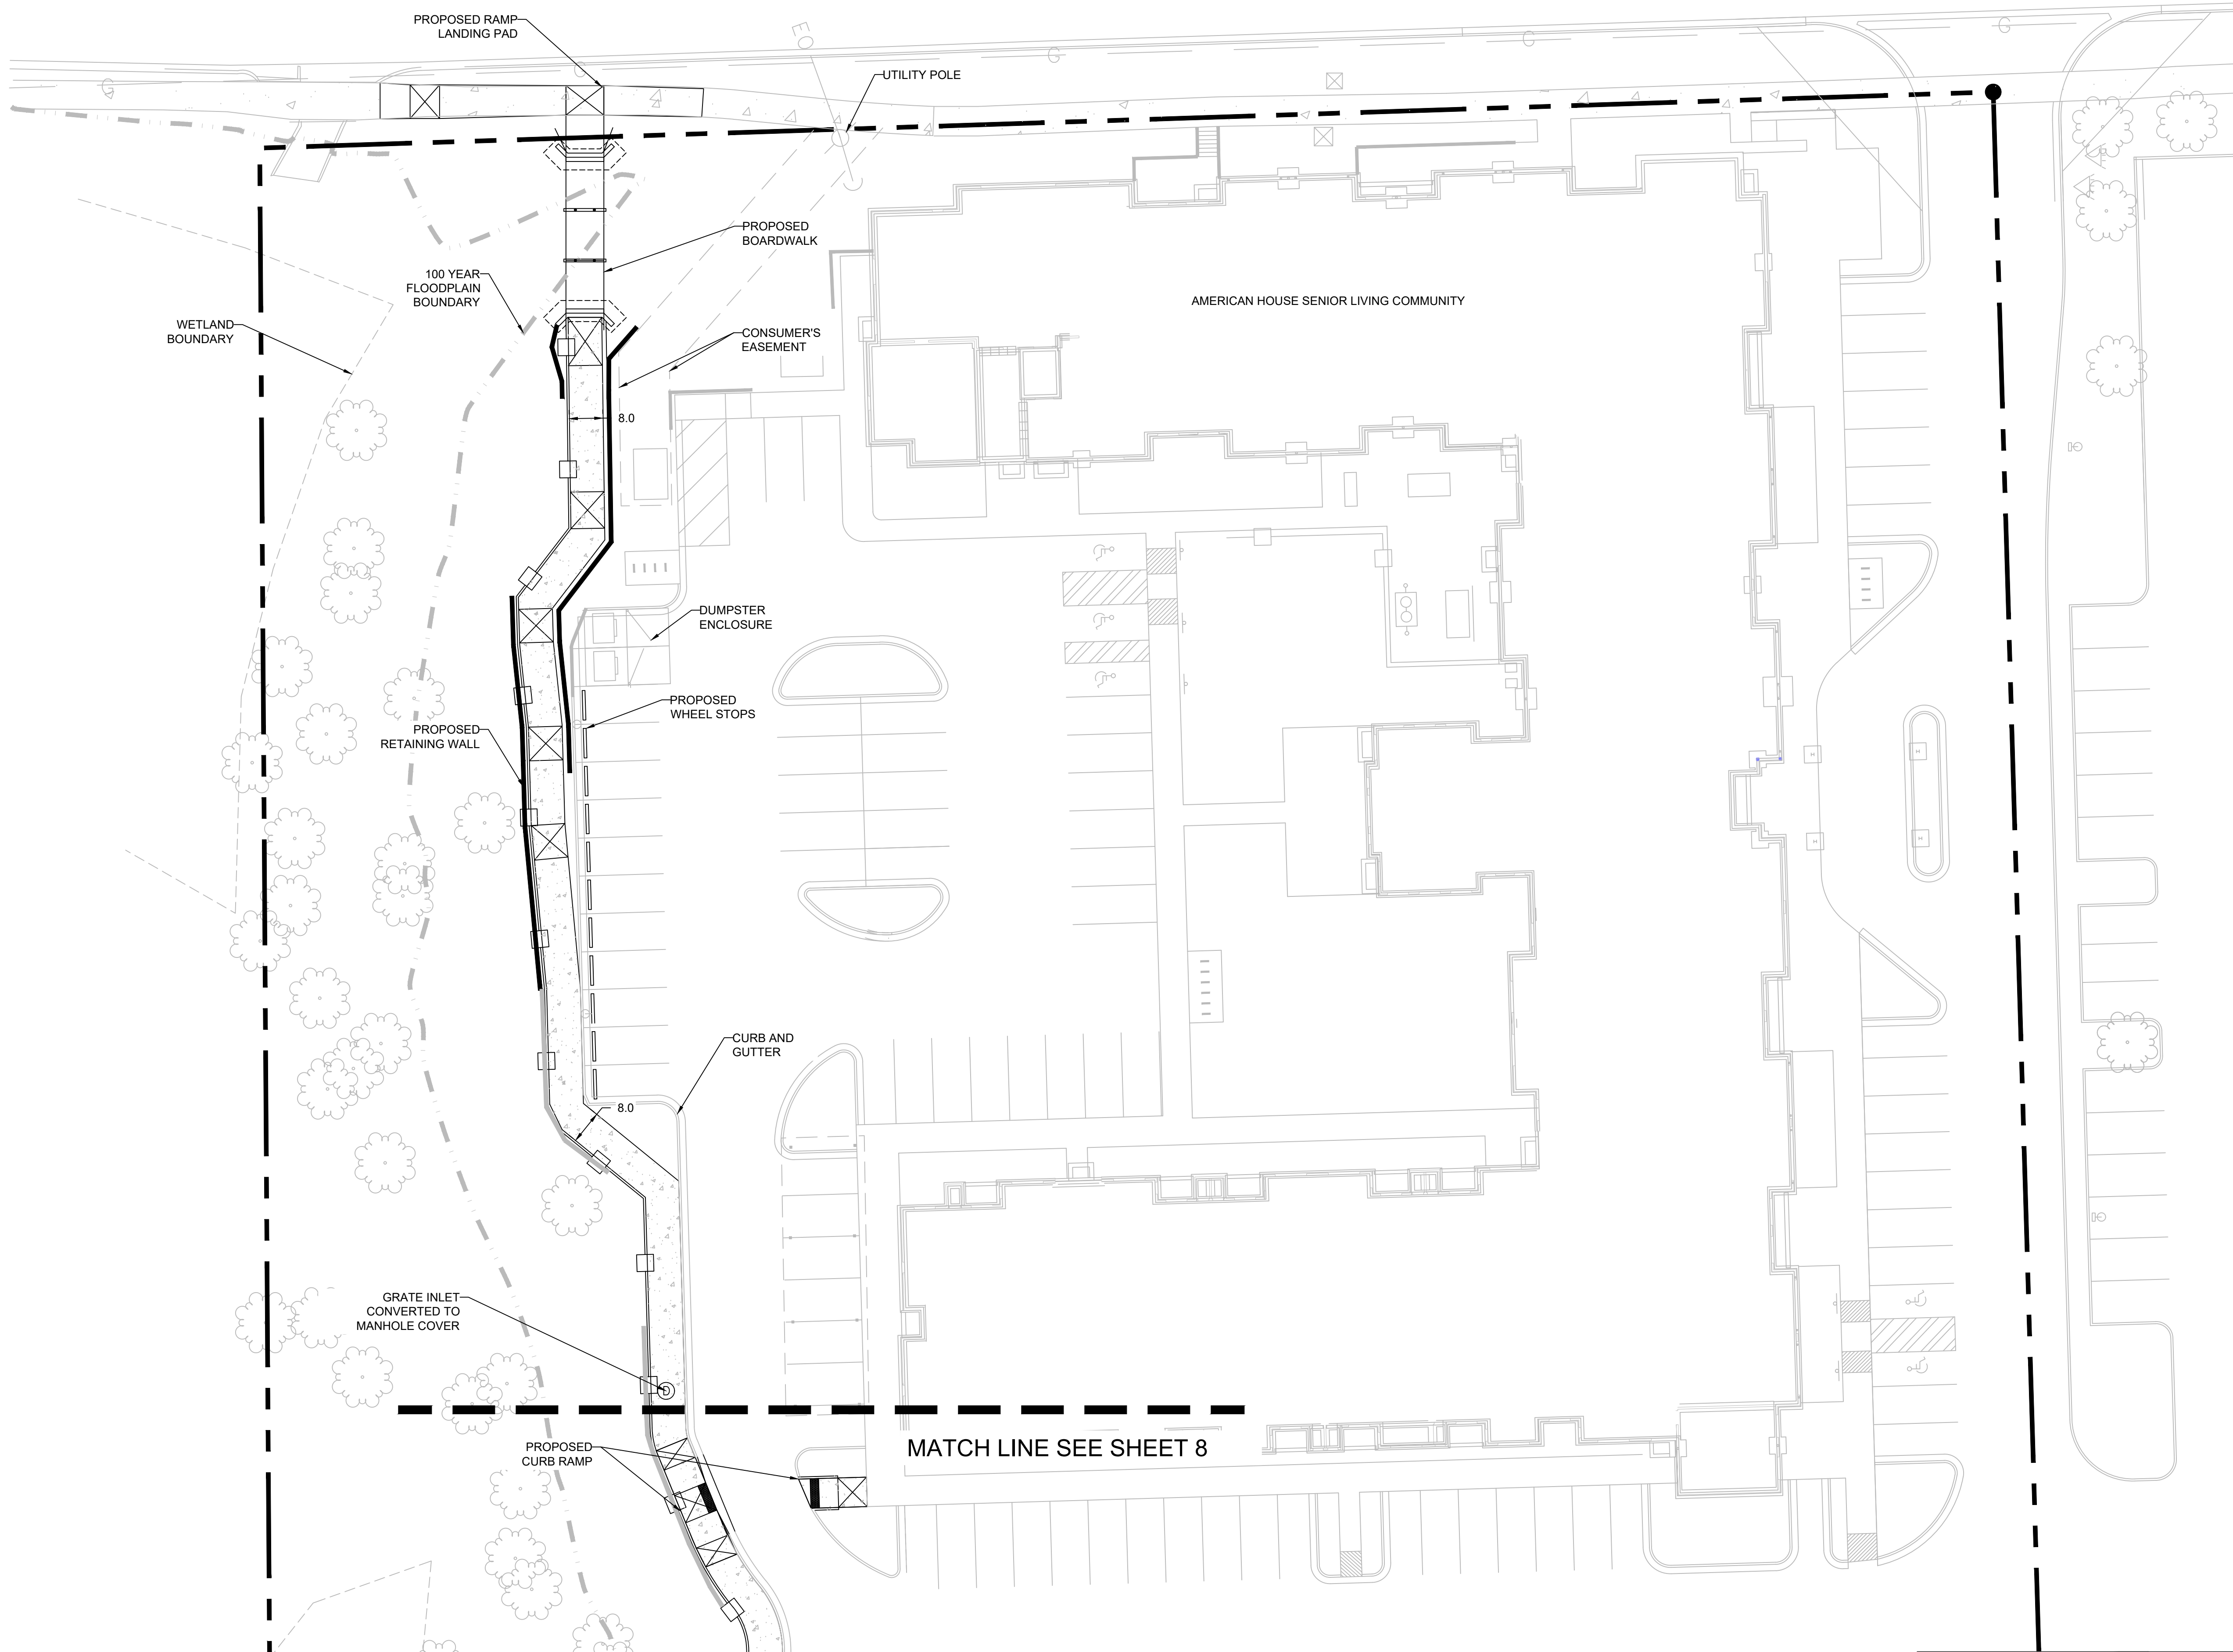 PROPOSED RAMP
LANDING PAD
UTILITY POLE
PROPOSED
BOARDWALK
100 YEAR
FLOODPLAIN
BOUNDARY
AMERICAN HOUSE SENIOR LIVING COMMUNITY
WETLAND
BOUNDARY
CONSUMER'S
EASEMENT
8.0
DUMPSTER
ENCLOSURE
PROPOSED
WHEEL STOPS
PROPOSED
RETAINING WALL
CURB AND
GUTTER
8.0
GRATE INLET
CONVERTED TO
MANHOLE COVER
D
MATCH LINE SEE SHEET 8
PROPOSED
CURB RAMP